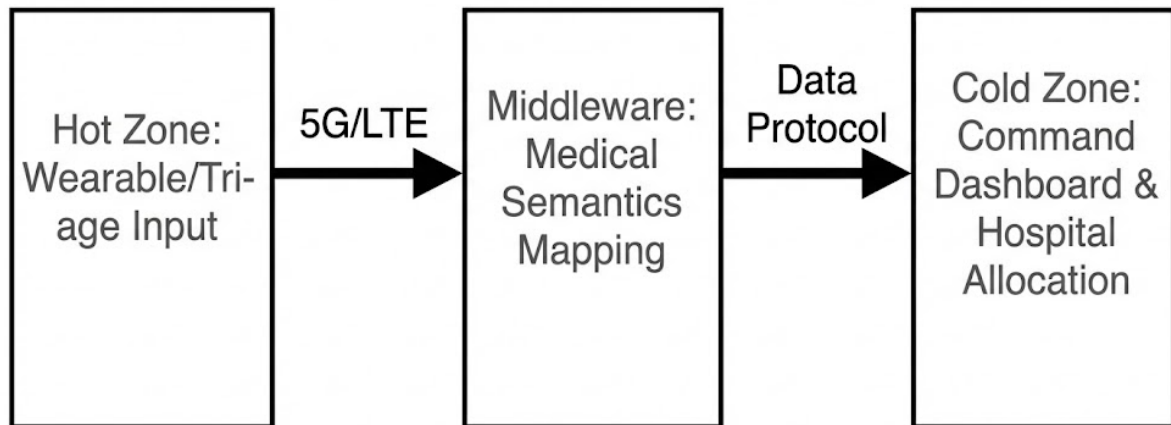 Hot Zone:
Wearable/Tri-
age Input
5G/LTE
Middleware:
Medical
Semantics
Mapping
Data
Protocol
Cold Zone:
Command
Dashboard &
Hospital
Allocation